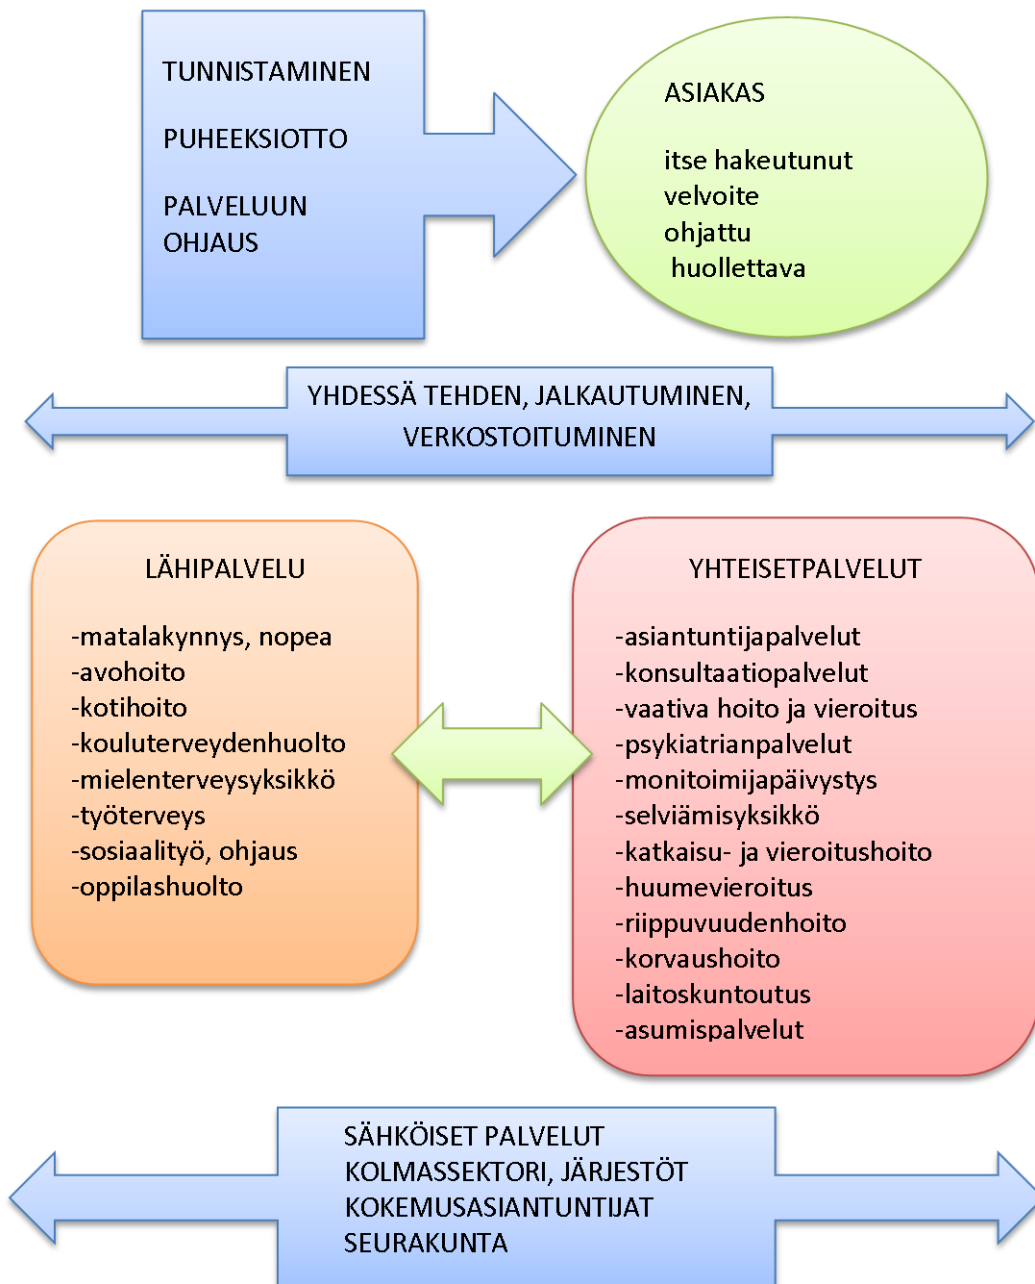 TUNNISTAMINEN
PUHEEKSIOTTO
PALVELUUN
OHJAUS
ASIAKAS
itse hakeutunut
velvoite
ohjattu
huollettava
YHDESSÄ TEHDEN, JALKAUTUMINEN,
VERKOSTOITUMINEN
LÄHIPALVELU
-matalakynnys, nopea
-avohoito
-kotihoito
-kouluterveydenhuolto
-mielenterveysyksikkö
-työterveys
-sosiaalityö, ohjaus
-oppilashuolto
YHTEISETPALVELUT
-asiantuntijapalvelut
-konsultaatiopalvelut
-vaativa hoito ja vieroitus
-psykiatrianpalvelut
-monitoimijapäivystys
-selviämisyksikkö
-katkaisu- ja vieroitushoito
-huumevieroitus
-riippuvuudenhoito
-korvaushoito
-laitoskuntoutus
-asumispalvelut
SÄHKÖISET PALVELUT
KOLMASSEKTORI, JÄRJESTÖT
KOKEMUSASIANTUNTIJAT
SEURAKUNTA